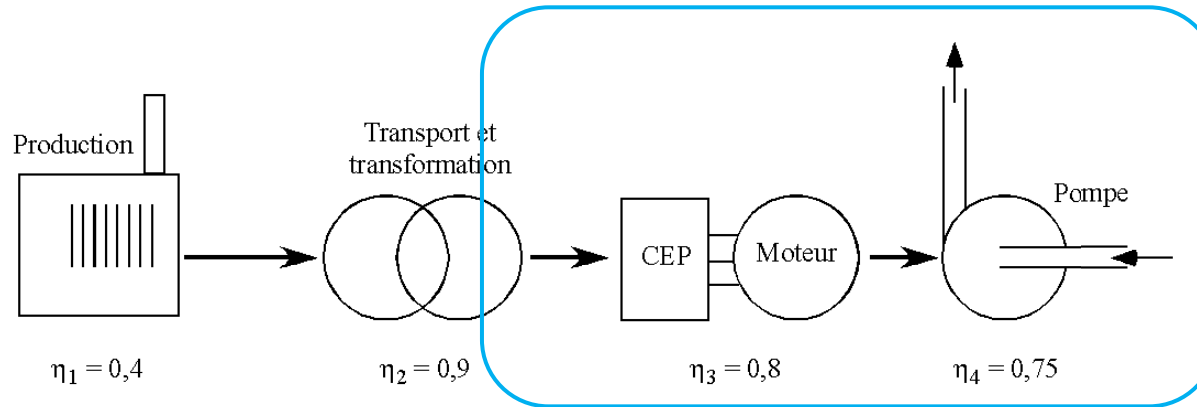 Production
Transport et
transformation
CEP
Moteur
Pompe
η1 = 0,4
η2 = 0,9
η3 = 0,8
η4 = 0,75